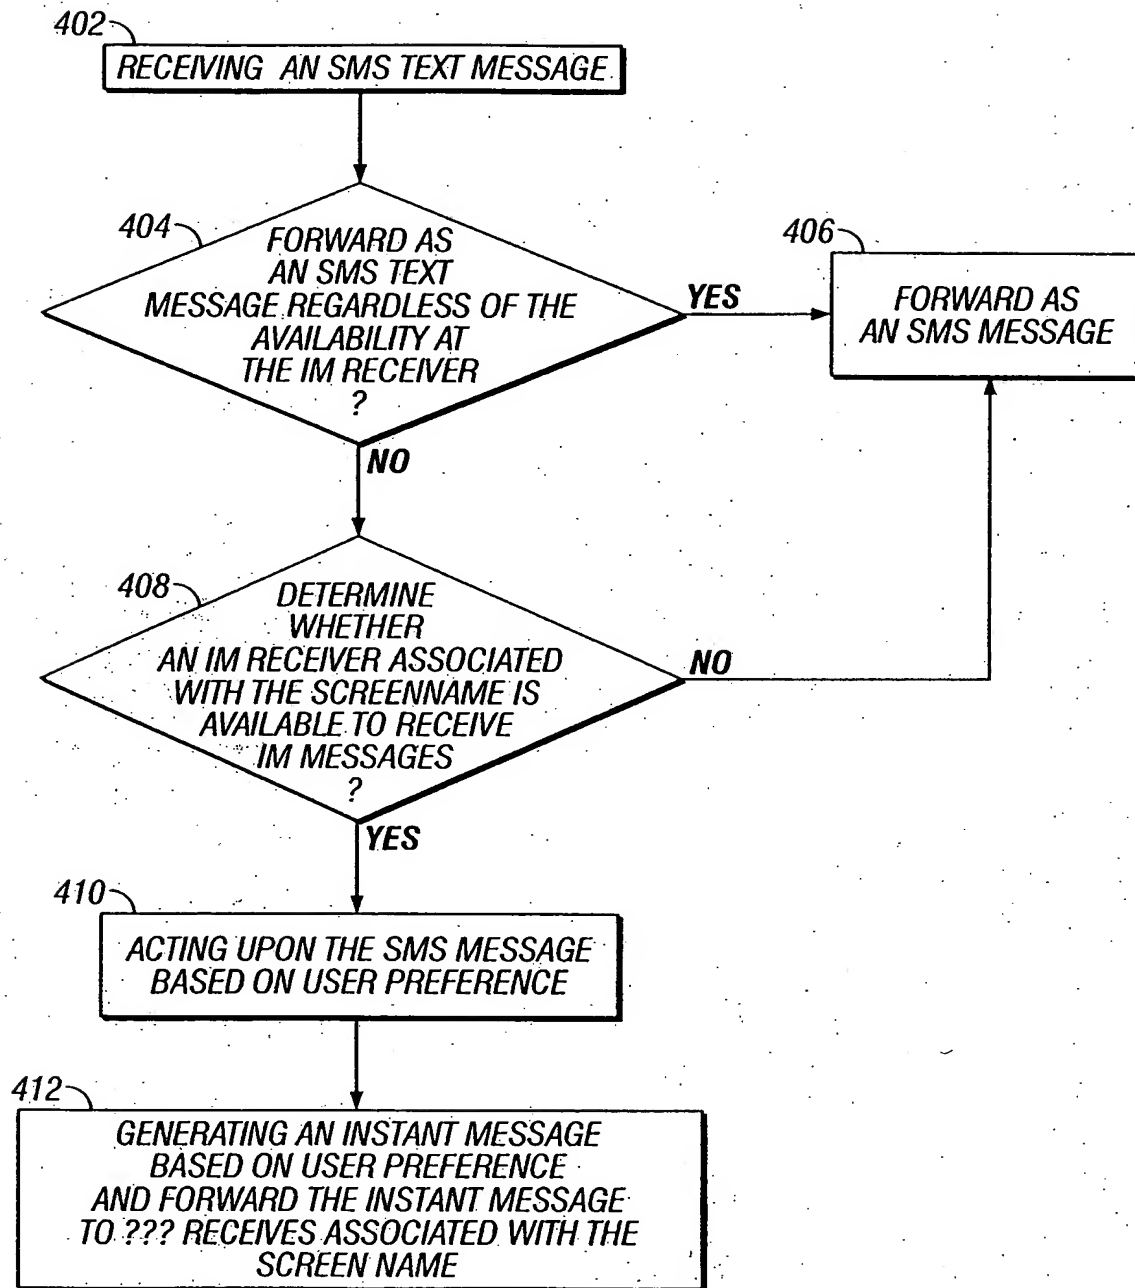 402
RECEIVING AN SMS TEXT MESSAGE
404
FORWARD AS
AN SMS TEXT
MESSAGE REGARDLESS OF THE
AVAILABILITY AT
THE IM RECEIVER
?
YES
406
FORWARD AS
AN SMS MESSAGE
NO
408
DETERMINE
WHETHER
AN IM RECEIVER ASSOCIATED
WITH THE SCREENNAME IS
AVAILABLE TO RECEIVE
IM MESSAGES
?
NO
YES
410
ACTING UPON THE SMS MESSAGE
BASED ON USER PREFERENCE
412
GENERATING AN INSTANT MESSAGE
BASED ON USER PREFERENCE
AND FORWARD THE INSTANT MESSAGE
TO ??? RECEIVES ASSOCIATED WITH THE
SCREEN NAME